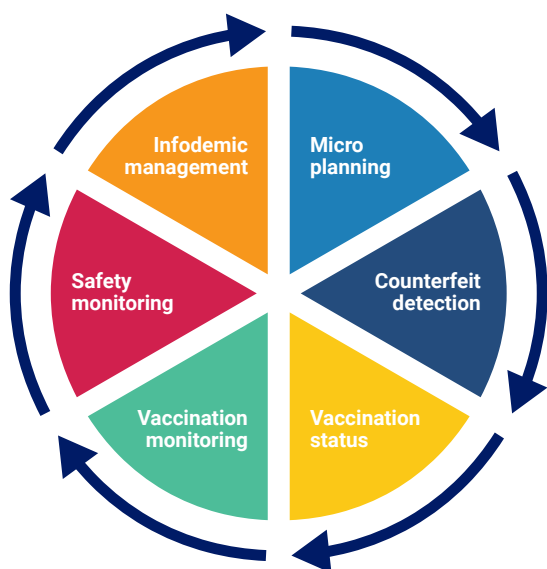 Infodemic
management
Micro
planning
Safety
monitoring
Counterfeit
detection
Vaccination
monitoring
Vaccination
status